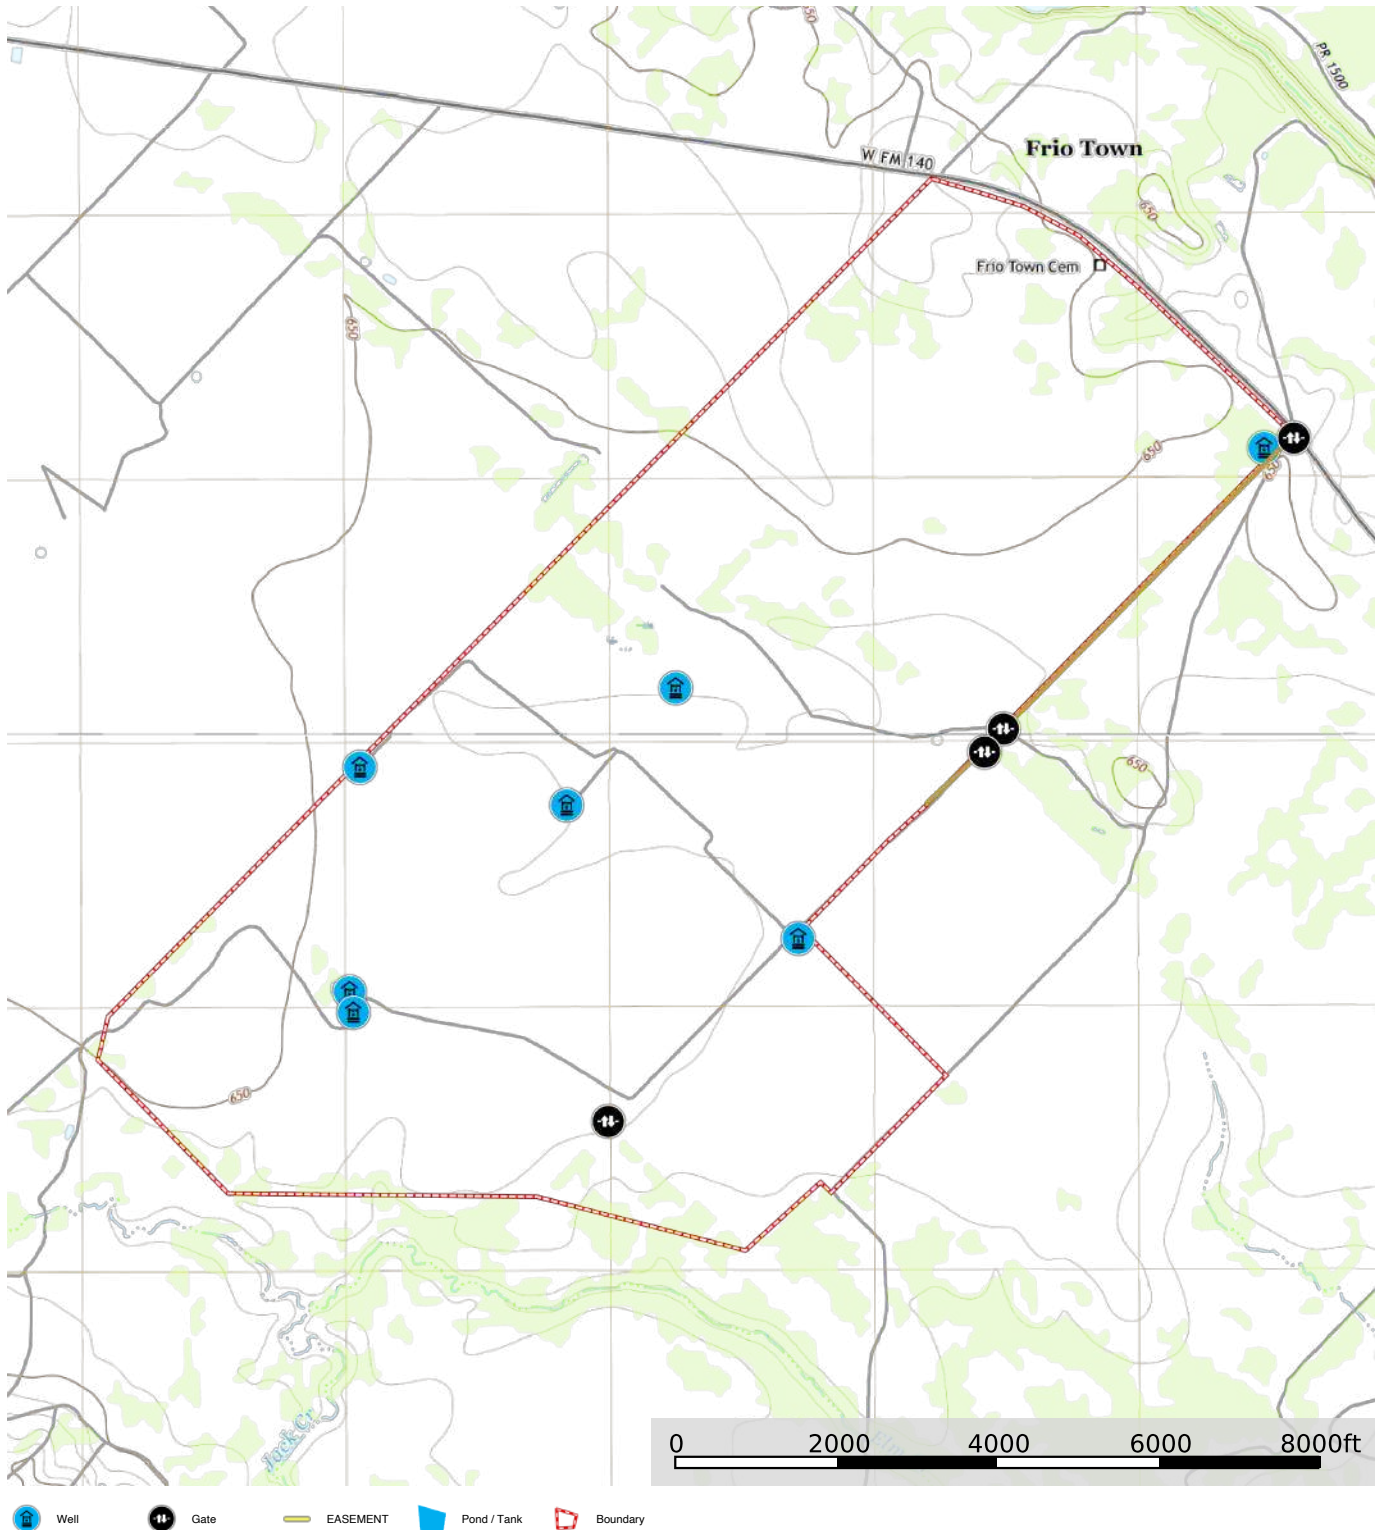 PR 1500
W FM 140
Frio Town
650
Frio Town Cem
650
650
650
650
650
Jack Cr
0 2000 4000 6000 8000ft
Well Gate EASEMENT Pond / Tank Boundary